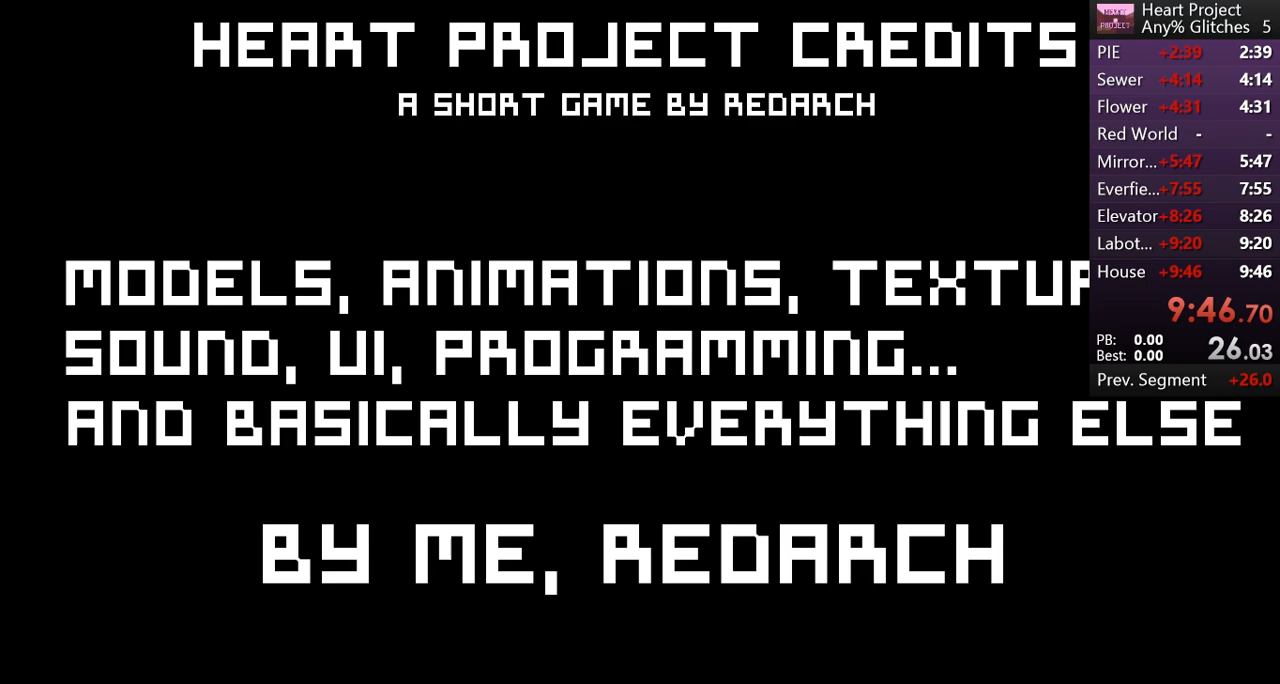 HEART PROJECT CREDITS
A SHORT GAME BY REDARCH
MODELS, ANIMATIONS,
SOUND, UI, PROGRAMMING...
AND BASICALLY EVERYTHING ELSE
BY ME, REDARCH
HEART PROJECT
Heart Project
Any% Glitches 5
PIE +2:39 2:39
Sewer +4:14 4:14
Flower +4:31 4:31
Red World - -
Mirror... +5:47 5:47
Everfie... +7:55 7:55
Elevator +8:26 8:26
Labot... +9:20 9:20
House +9:46 9:46
9:46.70
PB: 0.00
Best: 0.00
26.03
Prev. Segment +26.0